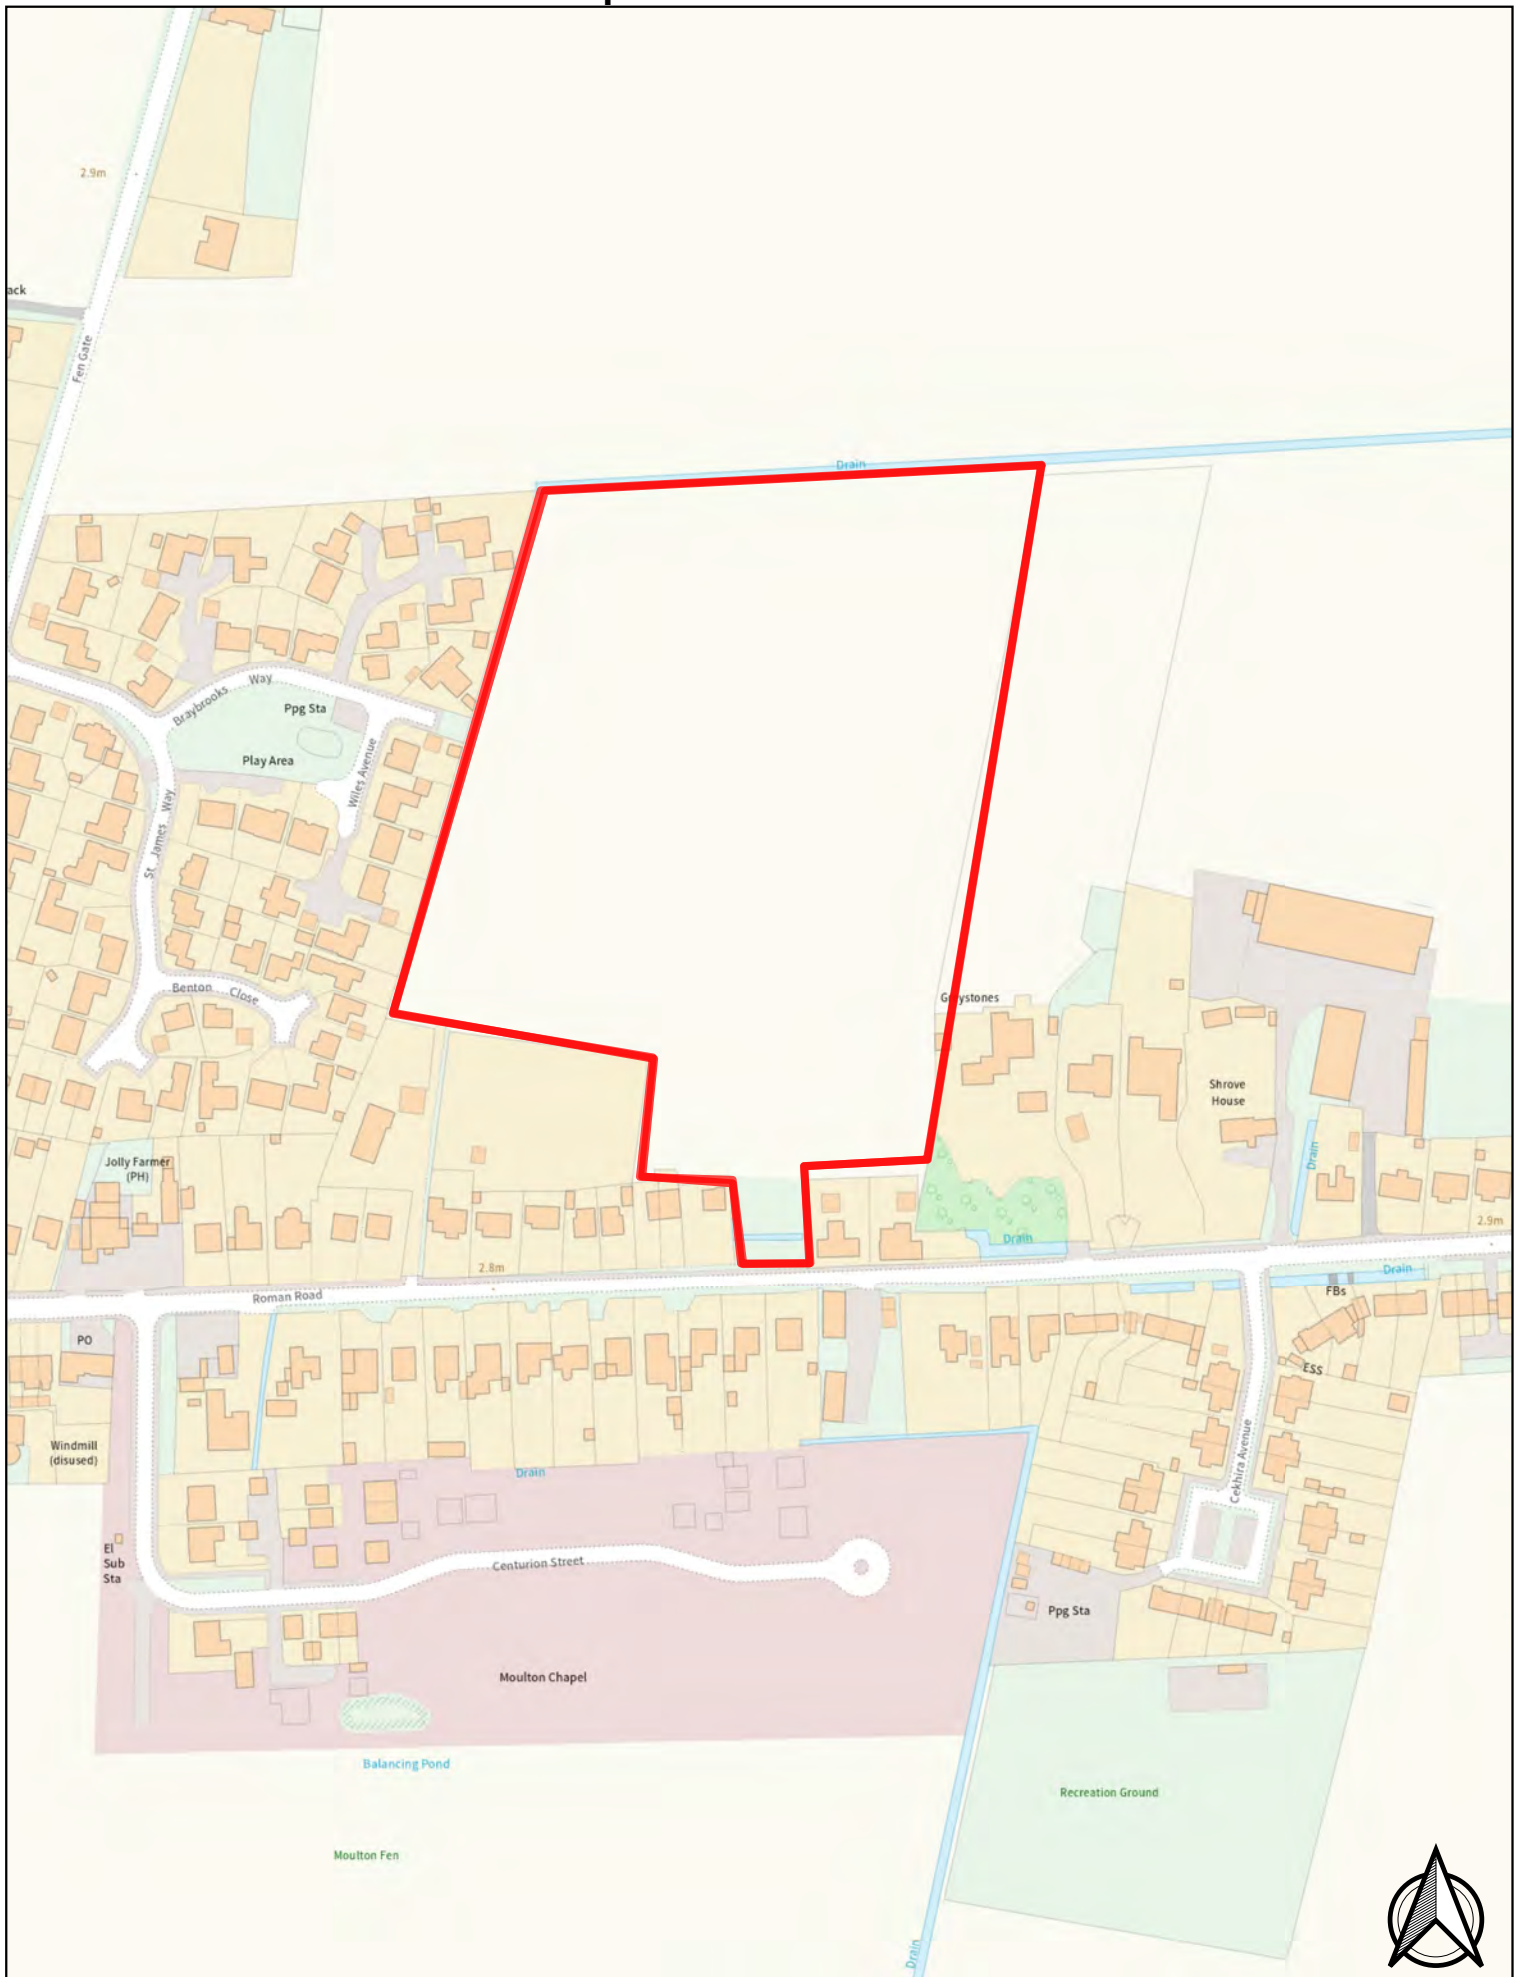 2.9m
ack
Fen Gate
Drain
Braybrooks Way
Ppg Sta
Play Area
Wiles Avenue
St. James Way
Benton Close
Greystones
Shrove
House
Jolly Farmer
(PH)
Drain
Drain
2.9m
2.8m
Drain
Roman Road
FBs
PO
ESS
Windmill
(disused)
Cekhira Avenue
Drain
El
Sub
Sta
Centurion Street
Ppg Sta
Moulton Chapel
Balancing Pond
Recreation Ground
Moulton Fen
Drain